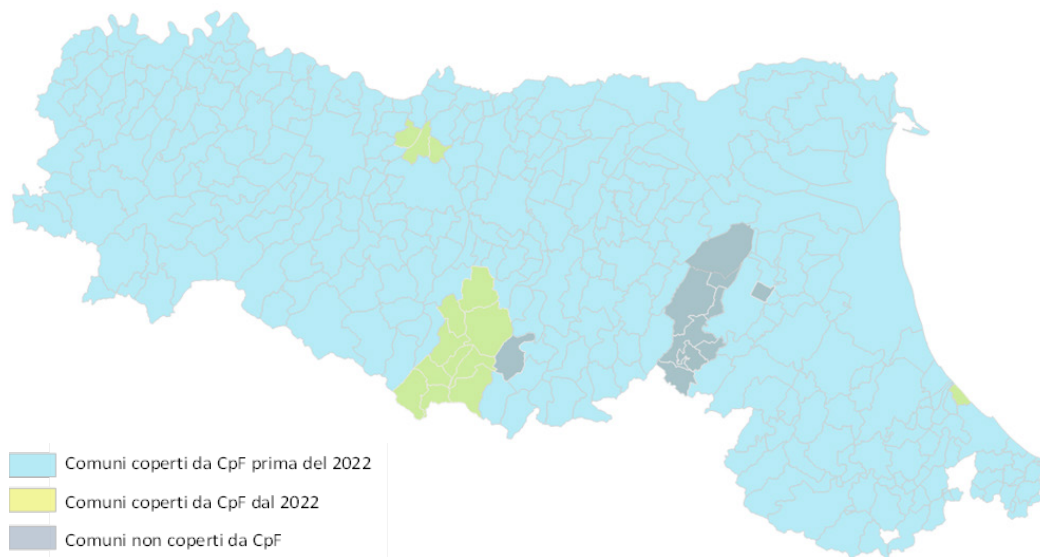 Comuni coperti da CpF prima del 2022
Comuni coperti da CpF dal 2022
Comuni non coperti da CpF